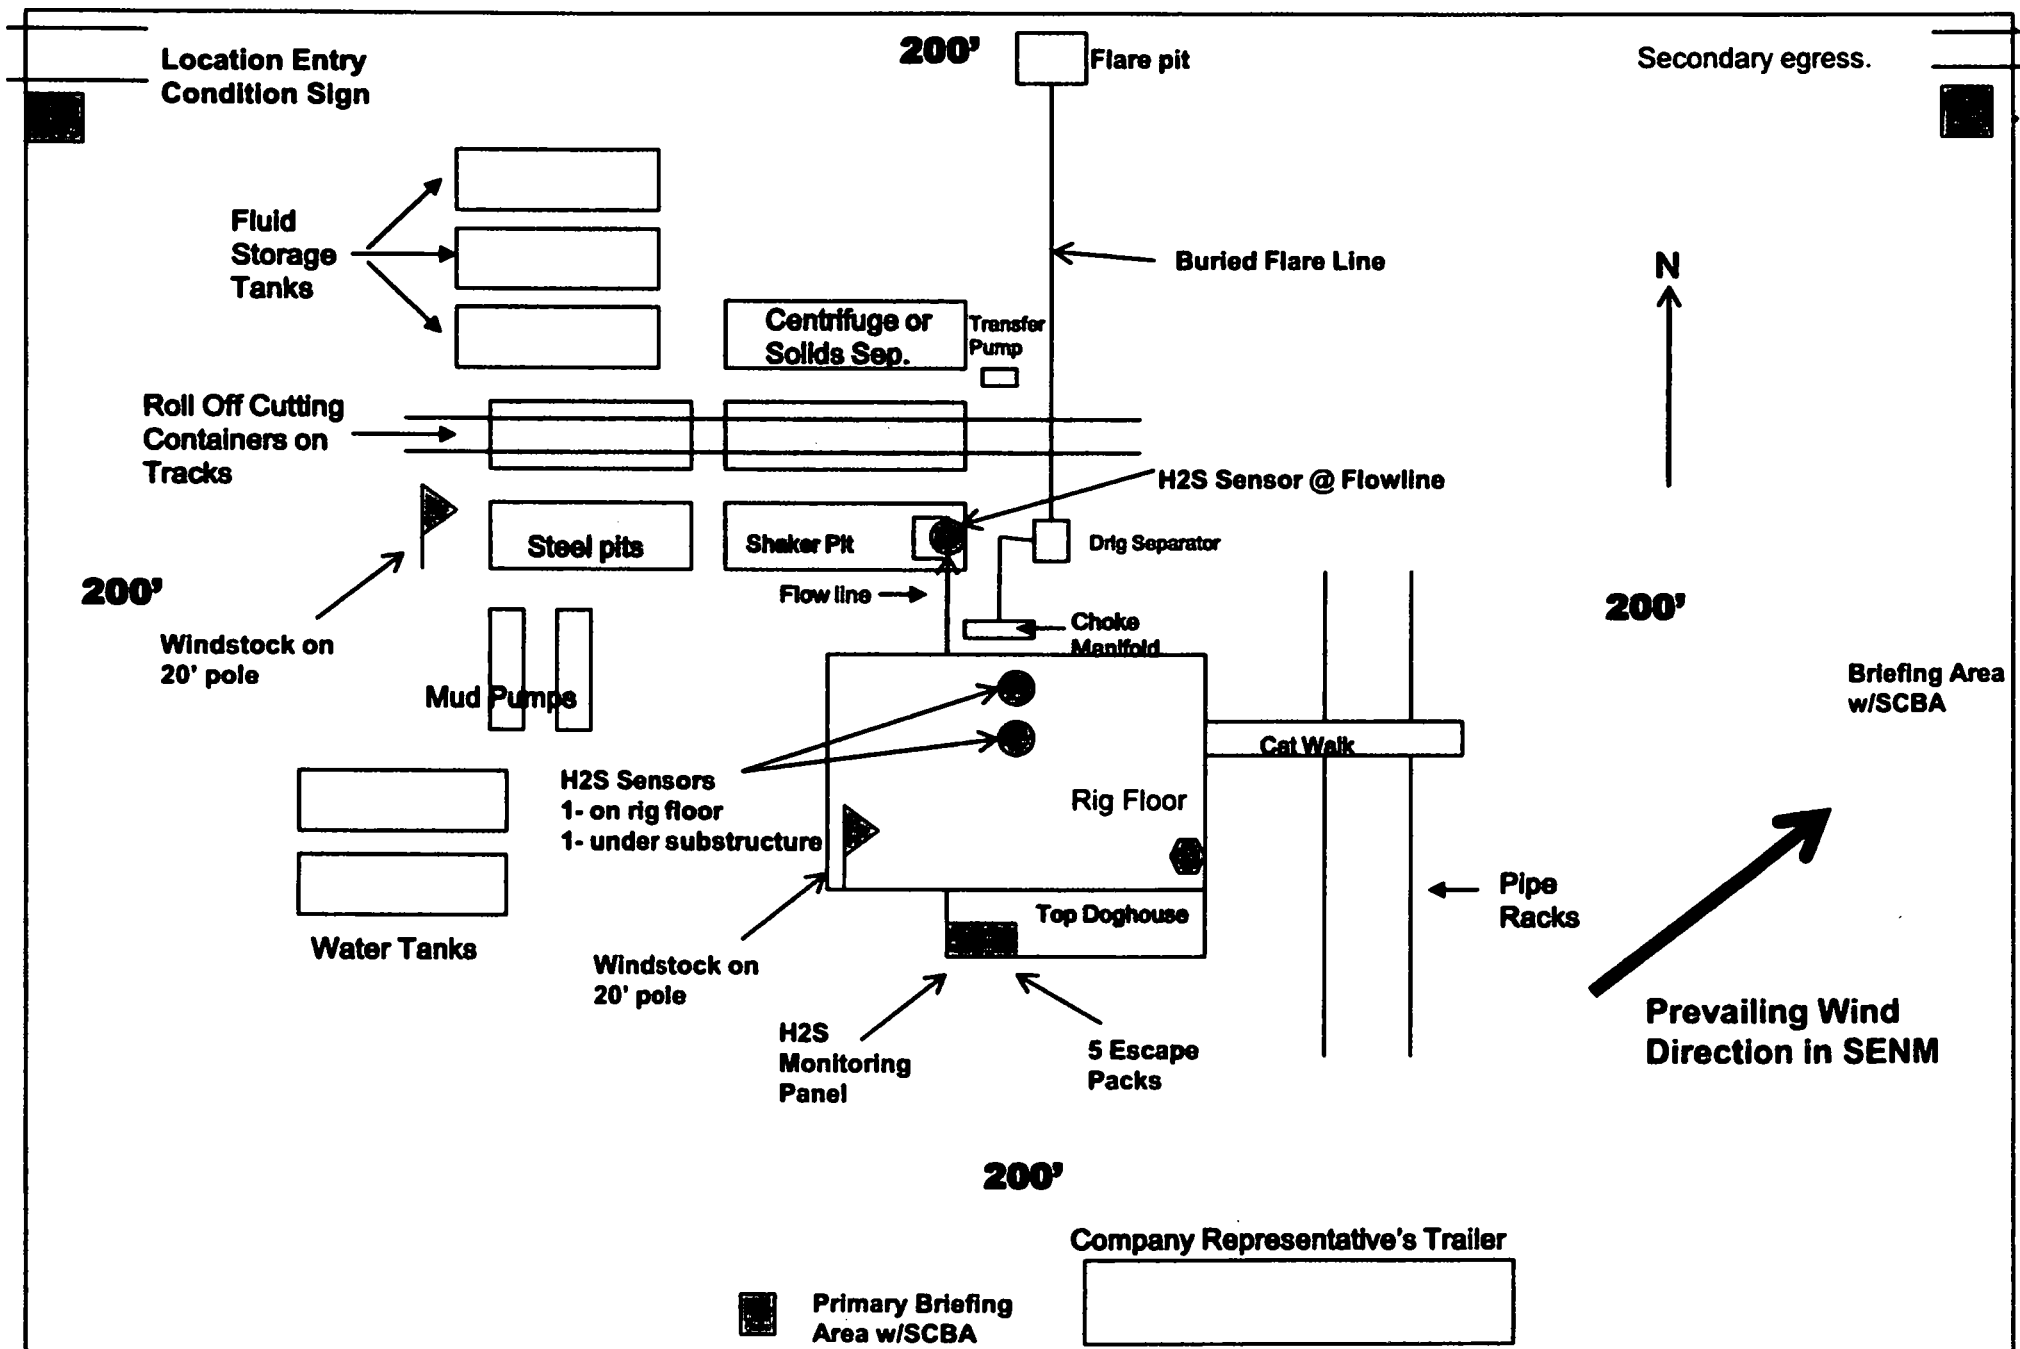 Location Entry
Condition Sign
200’
Flare pit
Secondary egress.
Fluid
Storage
Tanks
Buried Flare Line
N
Centrifuge or
Solids Sep.
Transfer
Pump
Roll Off Cutting
Containers on
Tracks
H2S Sensor @ Flowline
Steel pits
Shaker Pit
Drlg Separator
200’
Flow line
200’
Choke
Manifold
Windstock on
20’ pole
Briefing Area
w/SCBA
Mud Pumps
Cat Walk
H2S Sensors
1- on rig floor
1- under substructure
Rig Floor
Pipe
Racks
Top Doghouse
Water Tanks
Windstock on
20’ pole
Prevailing Wind
Direction in SENM
H2S
Monitoring
Panel
5 Escape
Packs
200’
Company Representative’s Trailer
Primary Briefing
Area w/SCBA